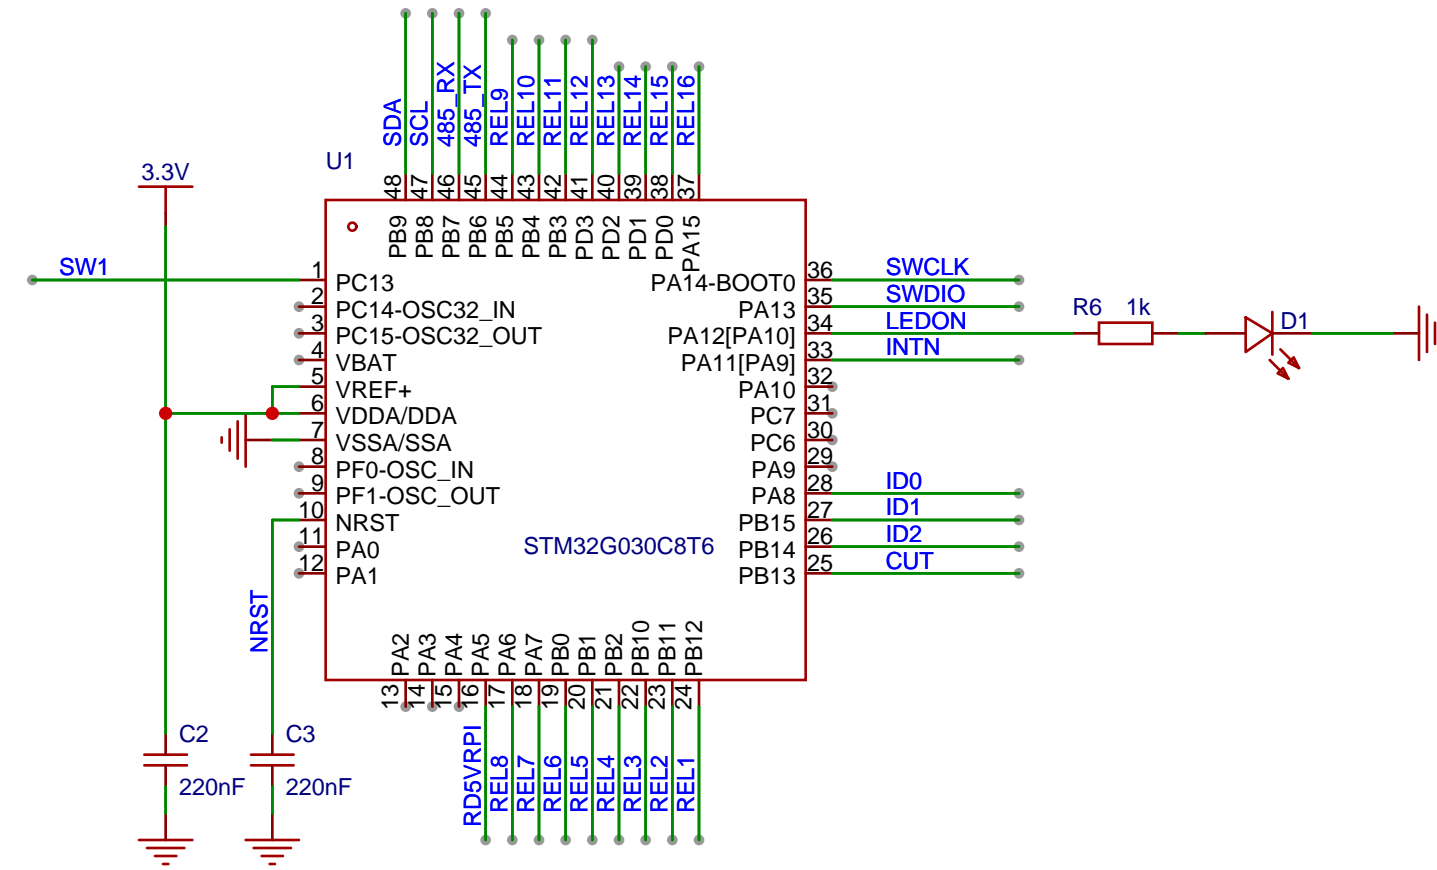 SDA
SCL
485_RX
485_TX
REL9
REL10
REL11
REL12
REL13
REL14
REL15
REL16
U1
48
47
46
45
44
43
42
41
40
39
38
37
PB9
PB8
PB7
PB6
PB5
PB4
PB3
PD3
PD2
PD1
PD0
PA15
3.3V
SW1
1 PC13
2 PC14-OSC32_IN
3 PC15-OSC32_OUT
4 VBAT
5 VREF+
6 VDDA/DDA
7 VSSA/SSA
8 PF0-OSC_IN
9 PF1-OSC_OUT
10 NRST
11 PA0
12 PA1
STM32G030C8T6
PA14-BOOT0 36 SWCLK
PA13 35 SWDIO
PA12[PA10] 34 LEDON
PA11[PA9] 33 INTN
PA10 32
PC7 31
PC6 30
PA9 29
PA8 28 ID0
PB15 27 ID1
PB14 26 ID2
PB13 25 CUT
R6 1k
D1
NRST
PA2
PA3
PA4
PA5
PA6
PA7
PB0
PB1
PB2
PB10
PB11
PB12
13
14
15
16
17
18
19
20
21
22
23
24
RD5VRPI
REL8
REL7
REL6
REL5
REL4
REL3
REL2
REL1
C2
220nF
C3
220nF